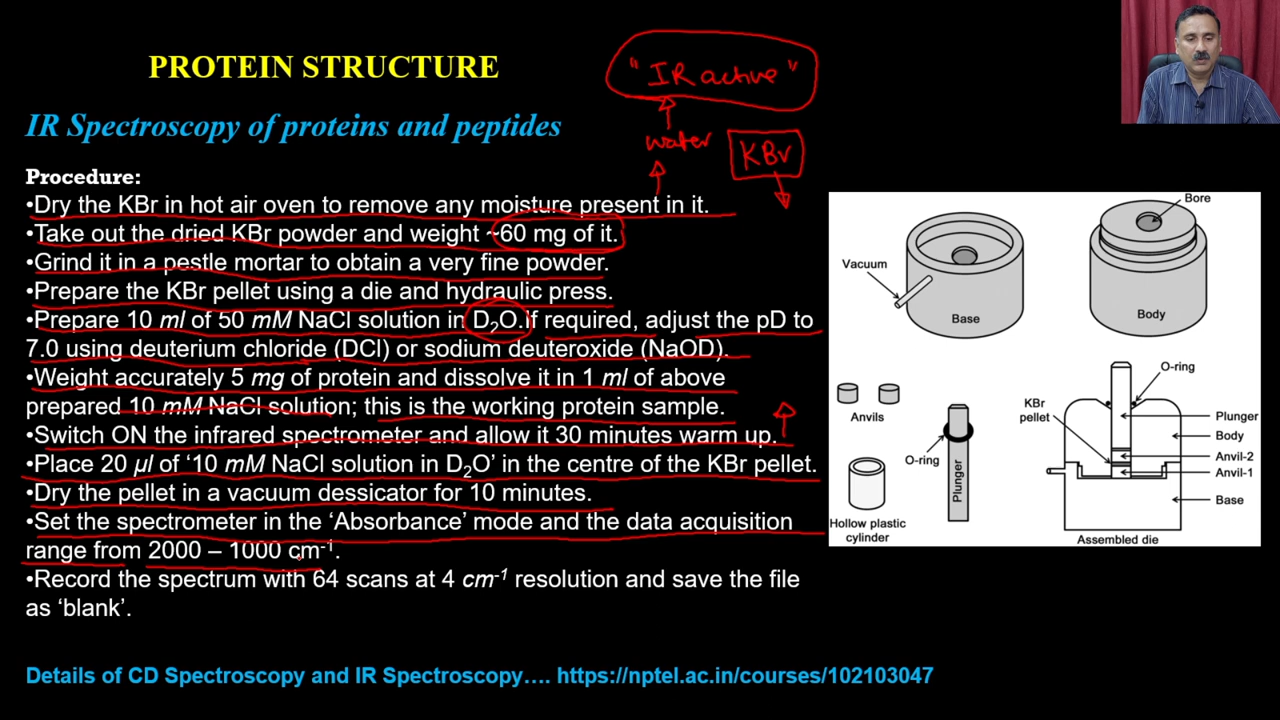 PROTEIN STRUCTURE
"IR active"
IR Spectroscopy of proteins and peptides
water
KBr
Procedure:
•Dry the KBr in hot air oven to remove any moisture present in it.
•Take out the dried KBr powder and weight ~60 mg of it.
•Grind it in a pestle mortar to obtain a very fine powder.
•Prepare the KBr pellet using a die and hydraulic press.
•Prepare 10 ml of 50 mM NaCl solution in D₂O.If required, adjust the pD to
7.0 using deuterium chloride (DCl) or sodium deuteroxide (NaOD).
•Weight accurately 5 mg of protein and dissolve it in 1 ml of above
prepared 10 mM NaCl solution; this is the working protein sample.
•Switch ON the infrared spectrometer and allow it 30 minutes warm up.
•Place 20 µl of ‘10 mM NaCl solution in D₂O’ in the centre of the KBr pellet.
•Dry the pellet in a vacuum dessicator for 10 minutes.
•Set the spectrometer in the ‘Absorbance’ mode and the data acquisition
range from 2000 – 1000 cm⁻¹.
•Record the spectrum with 64 scans at 4 cm⁻¹ resolution and save the file
as ‘blank’.
Bore
Vacuum
Base
Body
Anvils
O-ring
Plunger
Hollow plastic
cylinder
O-ring
KBr
pellet
Plunger
Body
Anvil-2
Anvil-1
Base
Assembled die
Details of CD Spectroscopy and IR Spectroscopy…. https://nptel.ac.in/courses/102103047